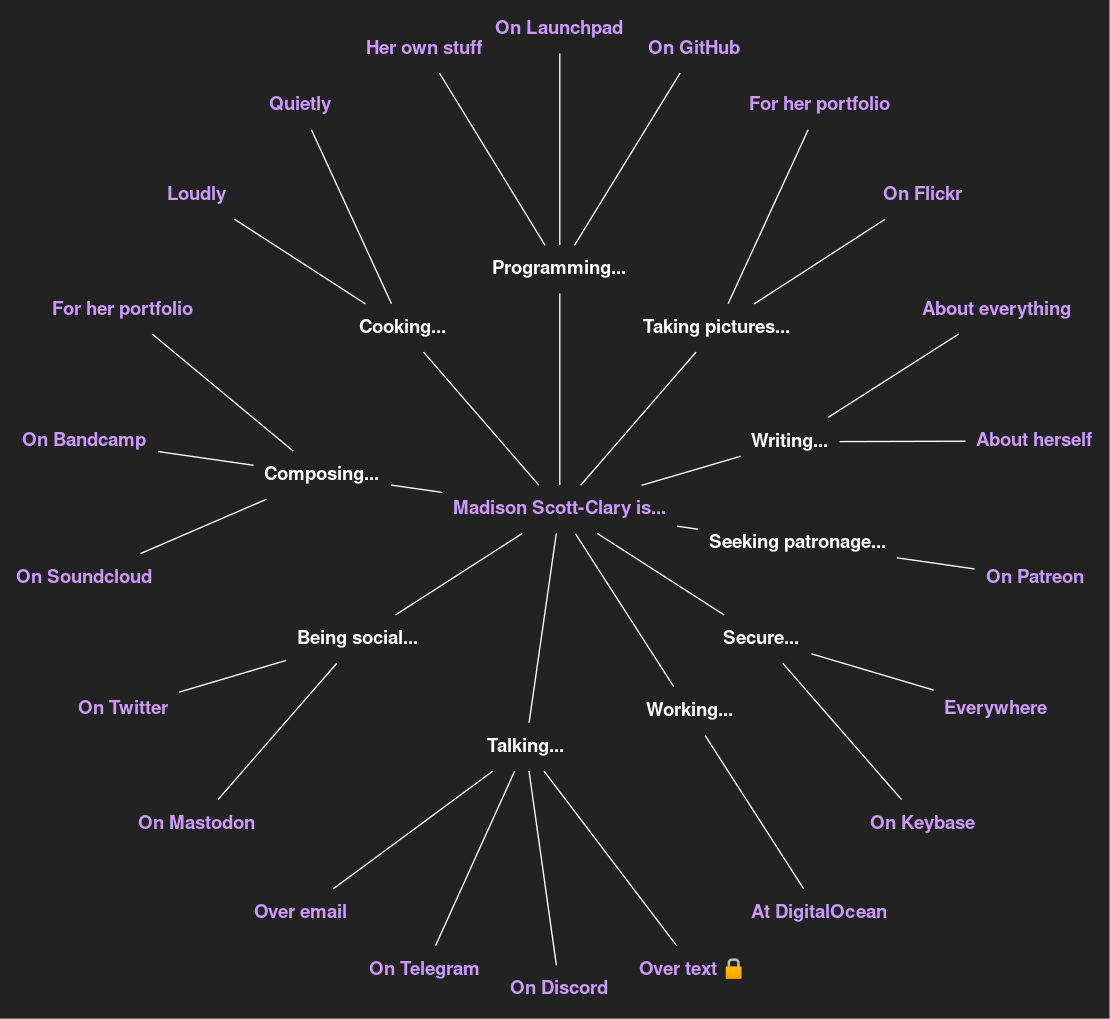 On Launchpad
Her own stuff
On GitHub
Quietly
For her portfolio
Loudly
On Flickr
Programming...
For her portfolio
About everything
Cooking...
Taking pictures...
On Bandcamp
Writing...
About herself
Composing...
Madison Scott-Clary is...
Seeking patronage...
On Soundcloud
On Patreon
Being social...
Secure...
On Twitter
Working...
Everywhere
Talking...
On Mastodon
On Keybase
Over email
At DigitalOcean
On Telegram
Over text 🔒
On Discord